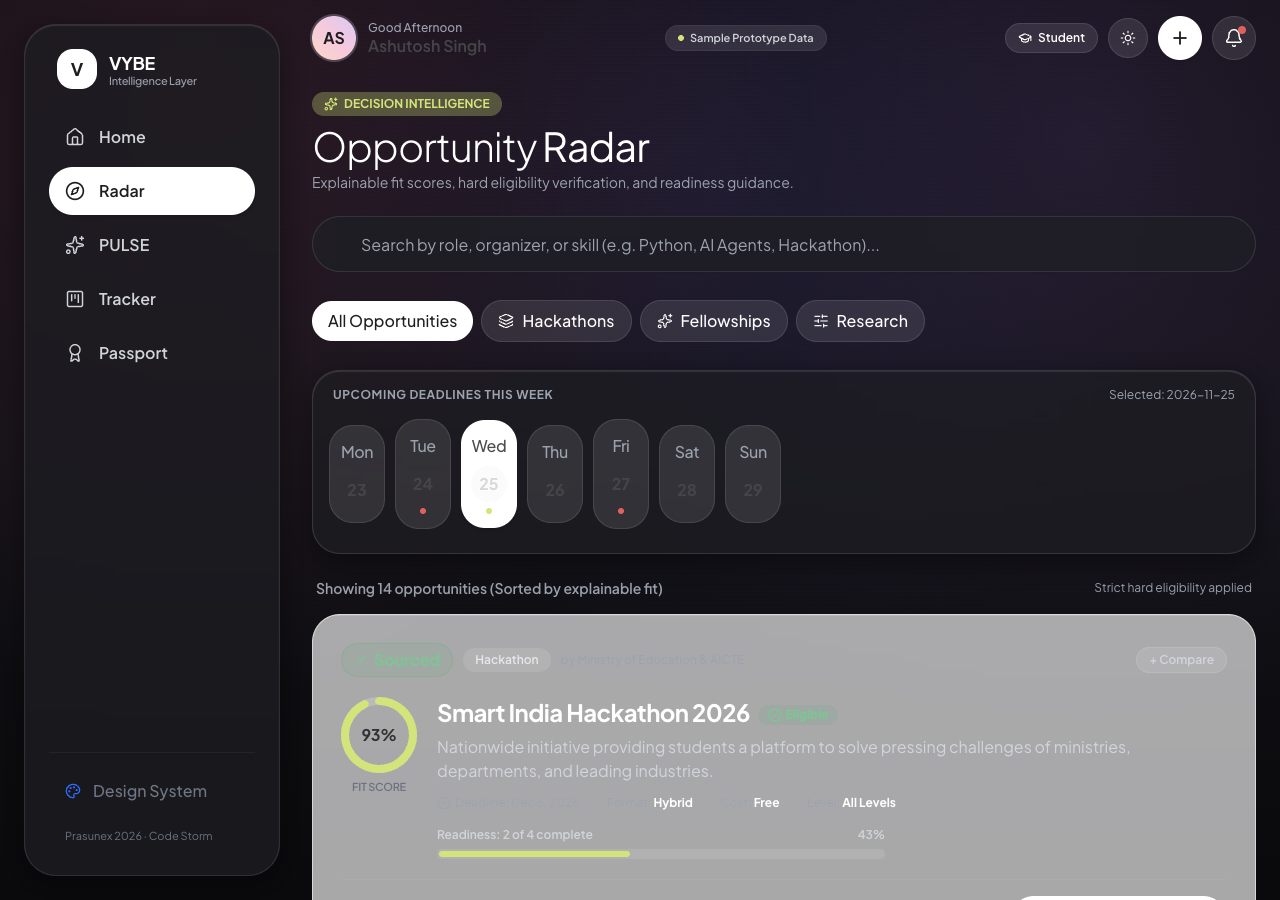 AS
Good Afternoon
Ashutosh Singh
Sample Prototype Data
Student
V
VYBE
Intelligence Layer
Home
Radar
PULSE
Tracker
Passport
Design System
Prasunex 2026 · Code Storm
DECISION INTELLIGENCE
Opportunity Radar
Explainable fit scores, hard eligibility verification, and readiness guidance.
Search by role, organizer, or skill (e.g. Python, AI Agents, Hackathon)...
All Opportunities
Hackathons
Fellowships
Research
UPCOMING DEADLINES THIS WEEK
Selected: 2026-11-25
Mon Tue Wed Thu Fri Sat Sun
23 24 25 26 27 28 29
Showing 14 opportunities (Sorted by explainable fit)
Strict hard eligibility applied
Sourced
Hackathon
by Ministry of Education & AICTE
+ Compare
93%
FIT SCORE
Smart India Hackathon 2026
Eligible
Nationwide initiative providing students a platform to solve pressing challenges of ministries,
departments, and leading industries.
Format: Hybrid
Free
All Levels
Readiness: 2 of 4 complete
43%